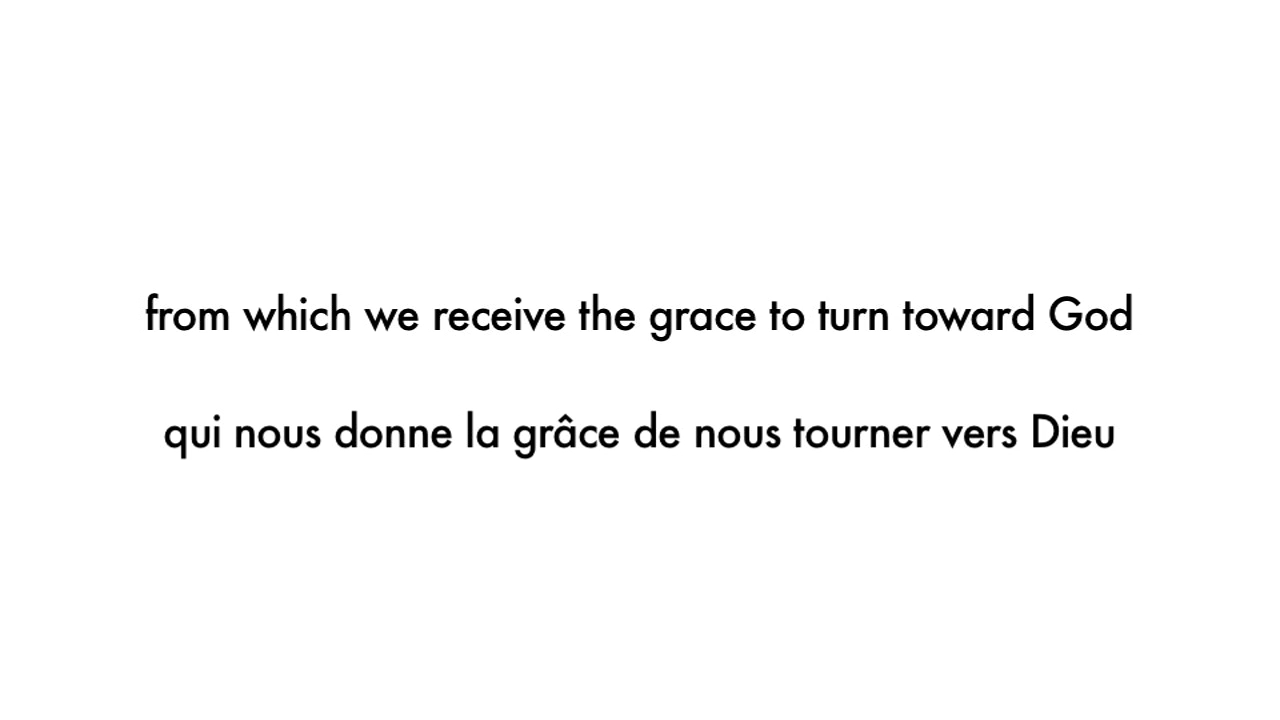 from which we receive the grace to turn toward God
qui nous donne la grâce de nous tourner vers Dieu